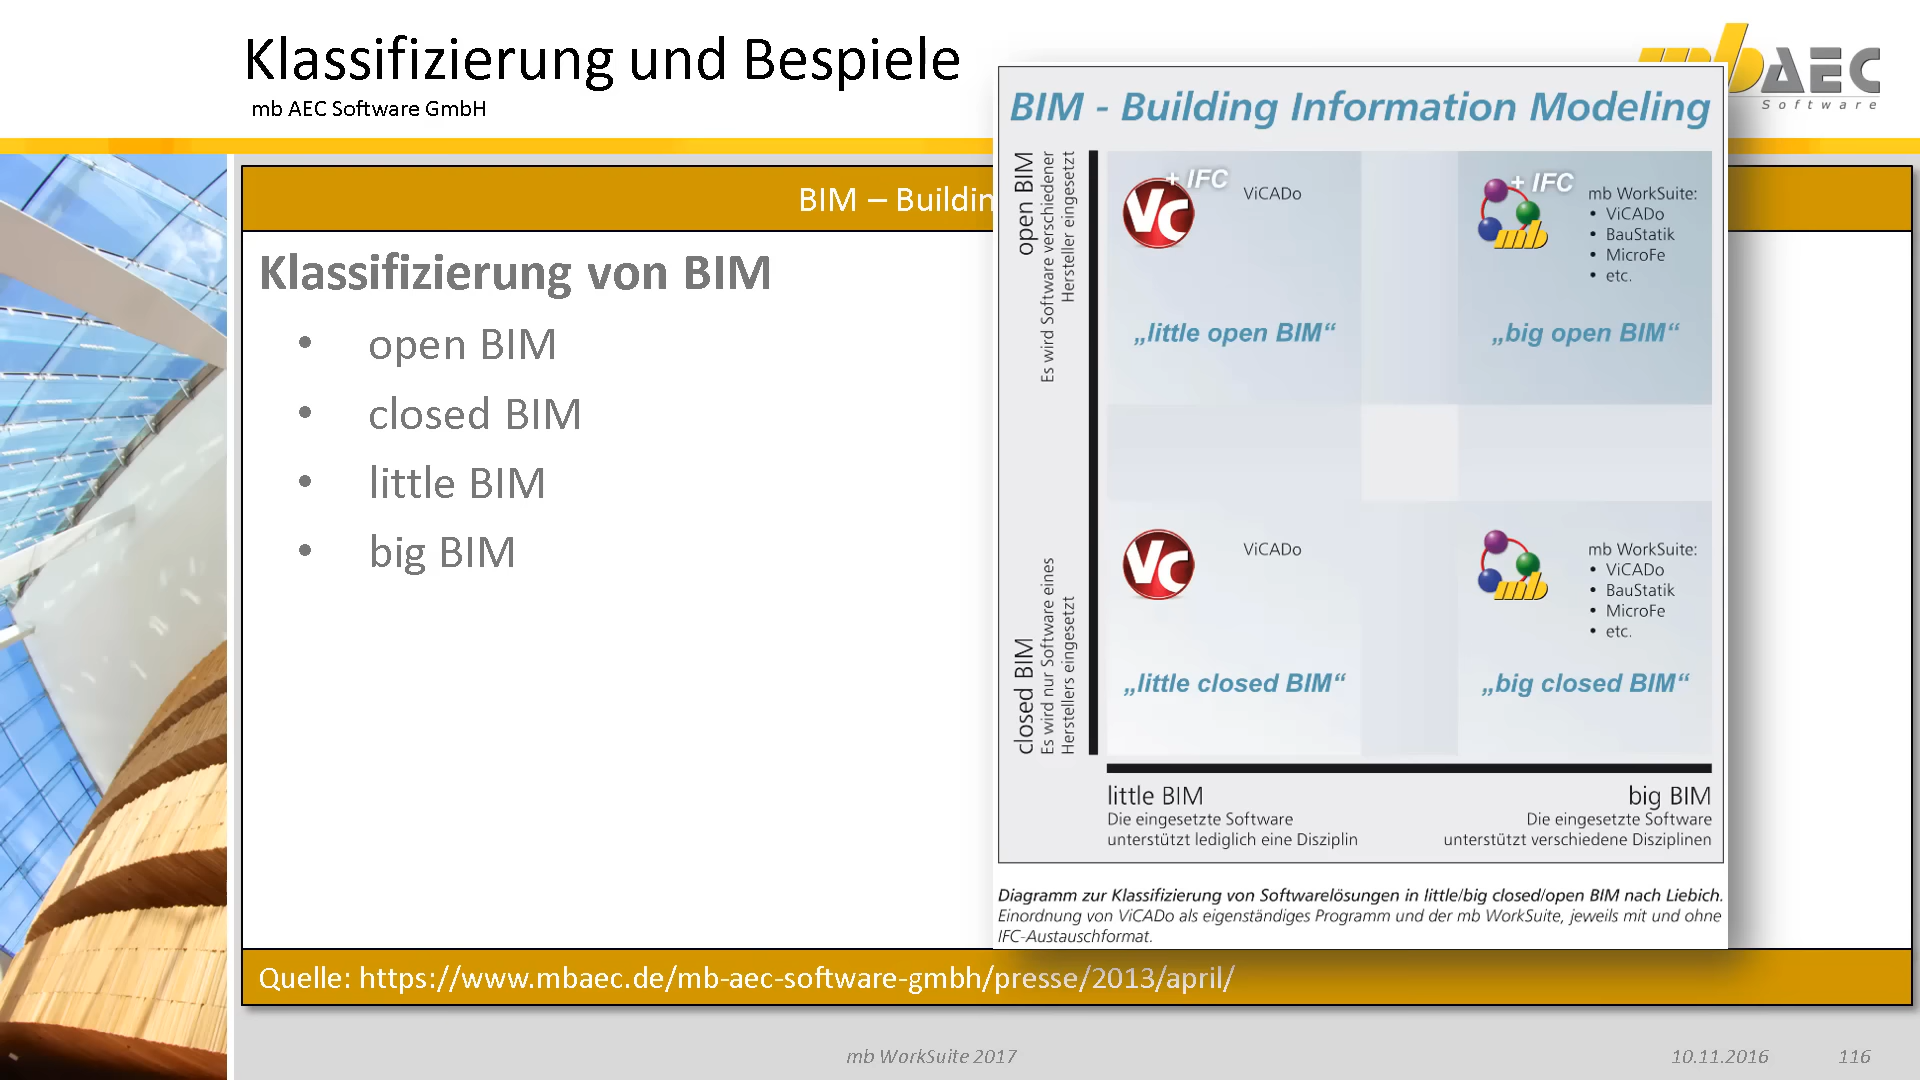 Klassifizierung und Bespiele
mb AEC Software GmbH
mb AEC
Software
BIM – Buildin
Klassifizierung von BIM
• open BIM
• closed BIM
• little BIM
• big BIM
BIM - Building Information Modeling
open BIM
Es wird Software verschiedener
Hersteller eingesetzt
closed BIM
Es wird nur Software eines
Herstellers eingesetzt
VC + IFC
ViCADo
„little open BIM“
mb + IFC
mb WorkSuite:
• ViCADo
• BauStatik
• MicroFe
• etc.
„big open BIM“
VC
ViCADo
„little closed BIM“
mb
mb WorkSuite:
• ViCADo
• BauStatik
• MicroFe
• etc.
„big closed BIM“
little BIM
Die eingesetzte Software
unterstützt lediglich eine Disziplin
big BIM
Die eingesetzte Software
unterstützt verschiedene Disziplinen
Diagramm zur Klassifizierung von Softwarelösungen in little/big closed/open BIM nach Liebich.
Einordnung von ViCADo als eigenständiges Programm und der mb WorkSuite, jeweils mit und ohne
IFC-Austauschformat.
Quelle: https://www.mbaec.de/mb-aec-software-gmbh/presse/2013/april/
mb WorkSuite 2017
10.11.2016
116